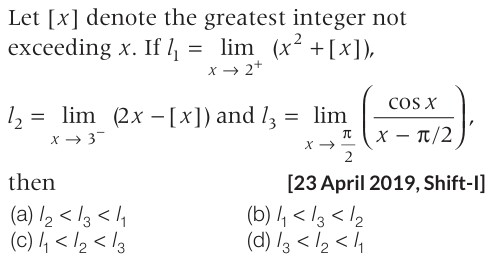 Let [x] denote the greatest integer not
exceeding x. If l₁ = lim x → 2⁺ (x² + [x]),
l₂ = lim x → 3⁻ (2x − [x]) and l₃ = lim x → π/2 (cos x / (x − π/2)),
then [23 April 2019, Shift-I]
(a) l₂ < l₃ < l₁ (b) l₁ < l₃ < l₂
(c) l₁ < l₂ < l₃ (d) l₃ < l₂ < l₁